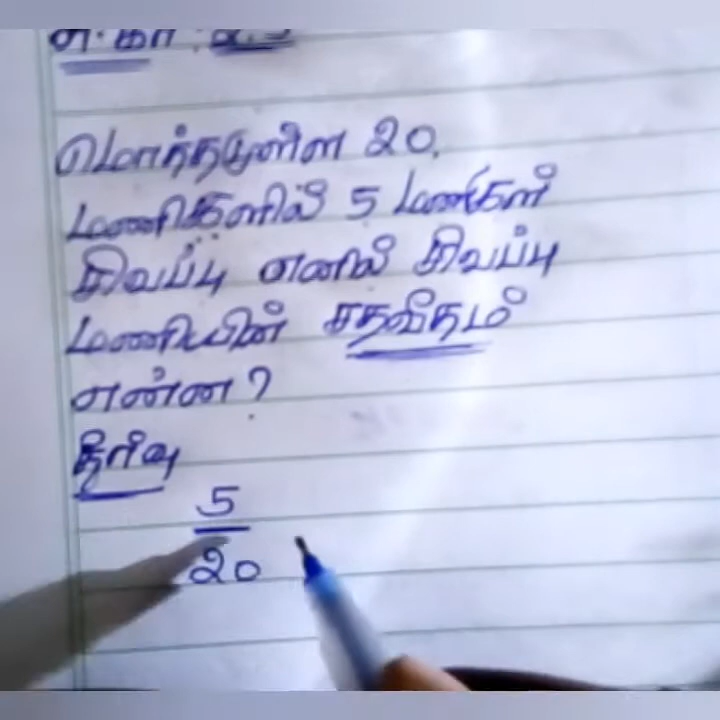 மொத்தமுள்ள 20.
மணிகளில் 5 மணிகள்
சிவப்பு எனில் சிவப்பு
மணியின் சதவீதம்
என்ன?
தீர்வு
5
20